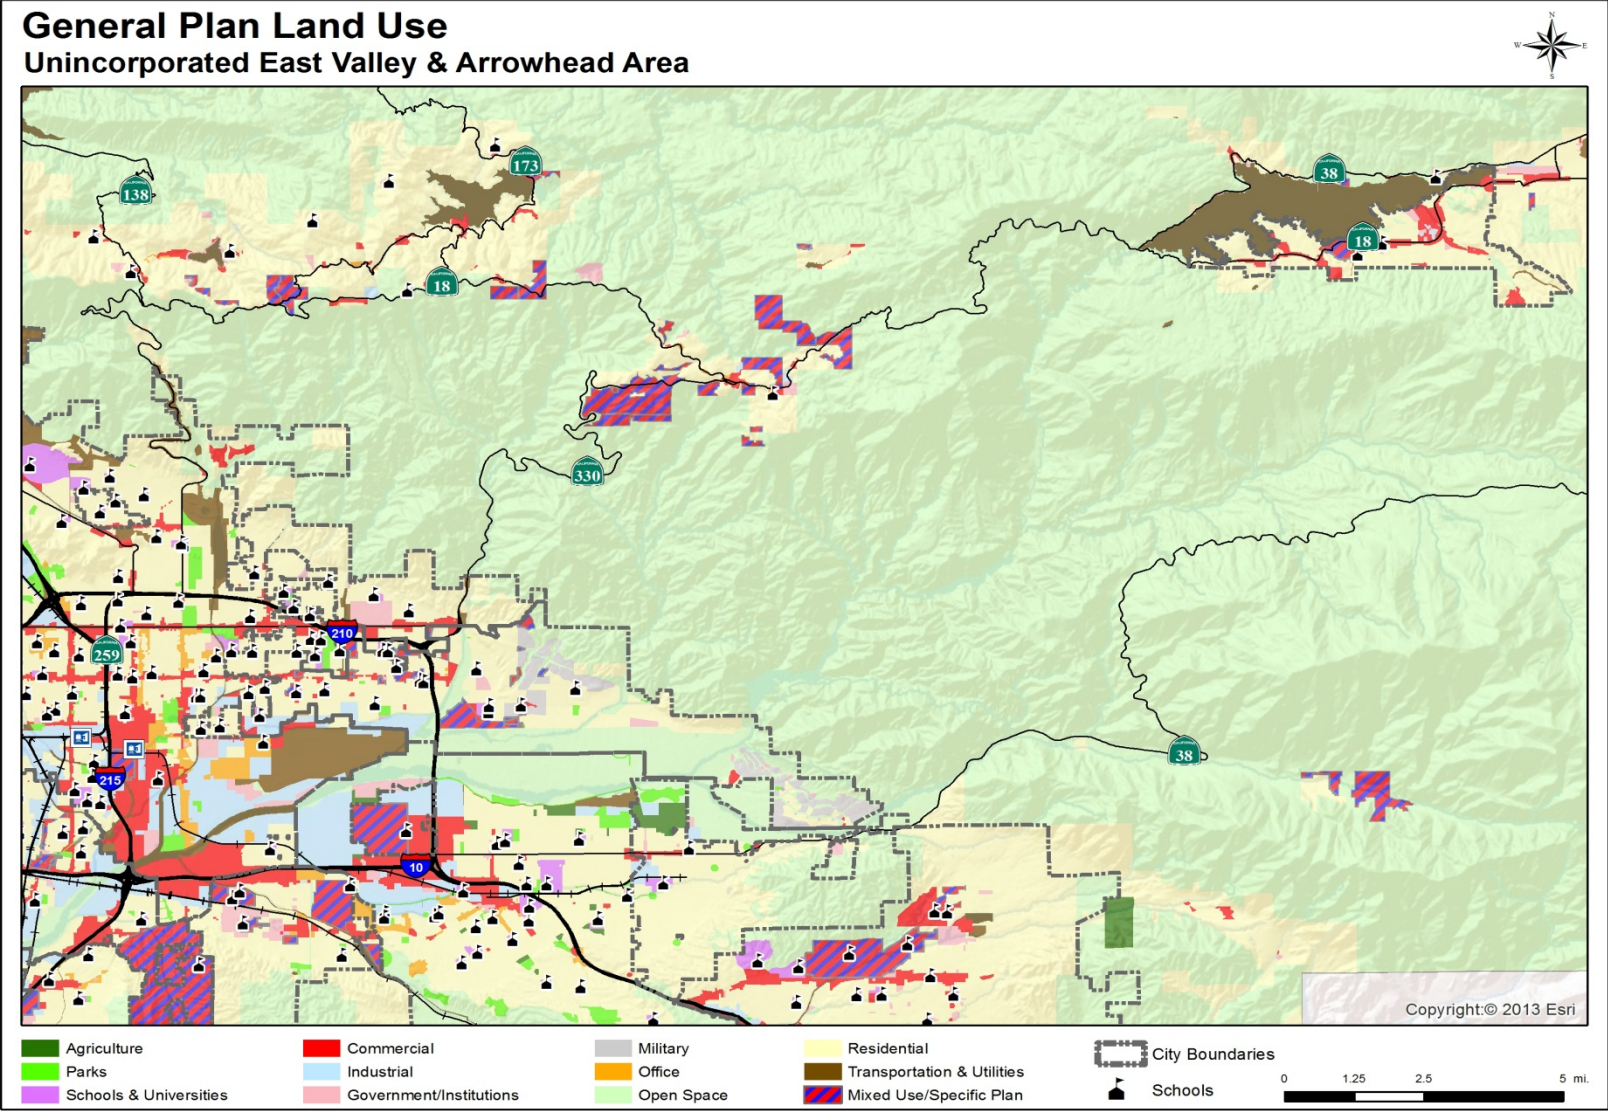 General Plan Land Use
Unincorporated East Valley & Arrowhead Area
N
W E
S
173
138
38
18
18
330
210
259
38
215
10
Copyright:© 2013 Esri
Agriculture Commercial Military Residential City Boundaries
Parks Industrial Office Transportation & Utilities Schools
Schools & Universities Government/Institutions Open Space Mixed Use/Specific Plan
0 1.25 2.5 5 mi.